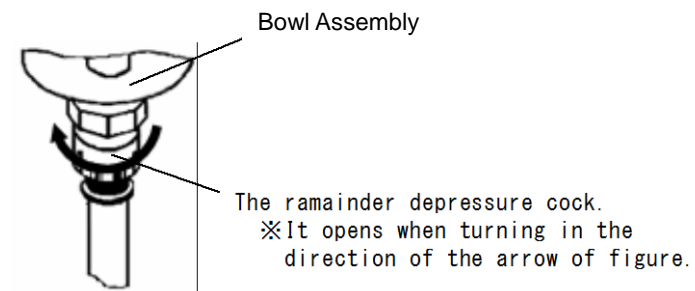 Bowl Assembly
The ramainder depressure cock.
※It opens when turning in the
direction of the arrow of figure.